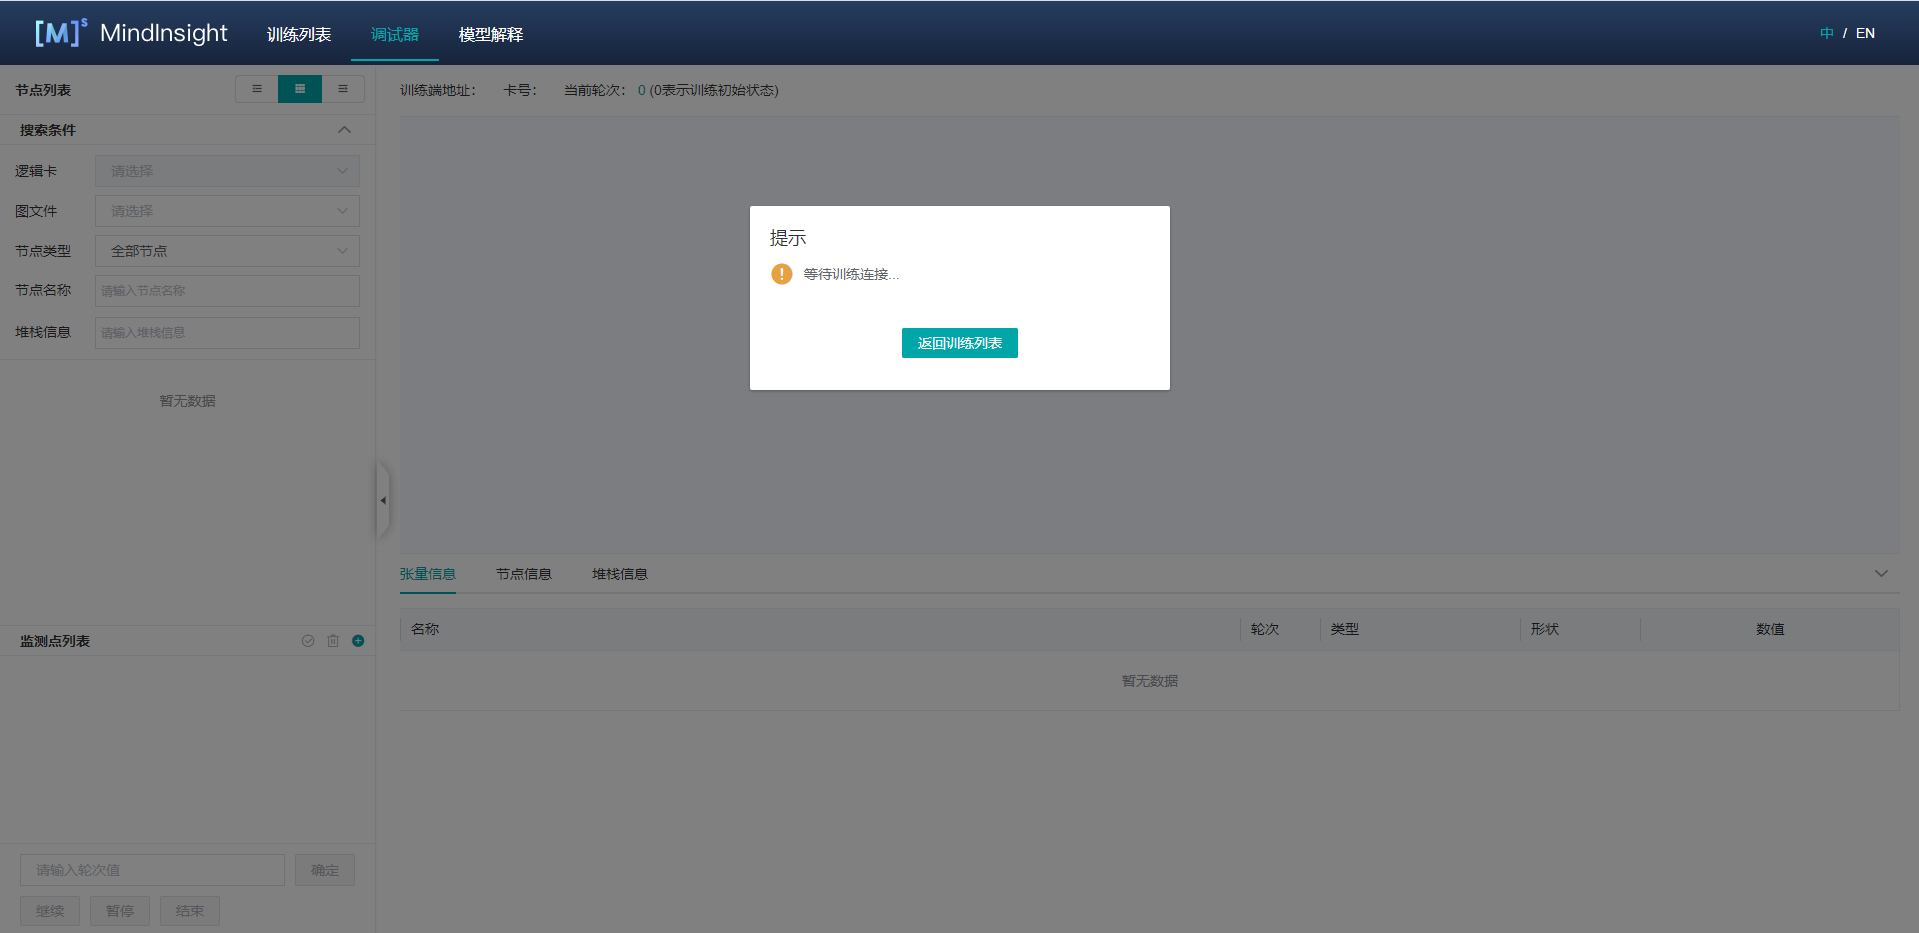 [M]s MindInsight 训练列表 调试器 模型解释 中 / EN
节点列表
训练端地址： 卡号： 当前轮次： 0 (0表示训练初始状态)
搜索条件
逻辑卡 请选择
图文件 请选择
节点类型 全部节点
节点名称 请输入节点名称
堆栈信息 请输入堆栈信息
暂无数据
提示
等待训练连接...
返回训练列表
张量信息 节点信息 堆栈信息
名称 轮次 类型 形状 数值
暂无数据
监测点列表
请输入轮次值 确定
继续 暂停 结束